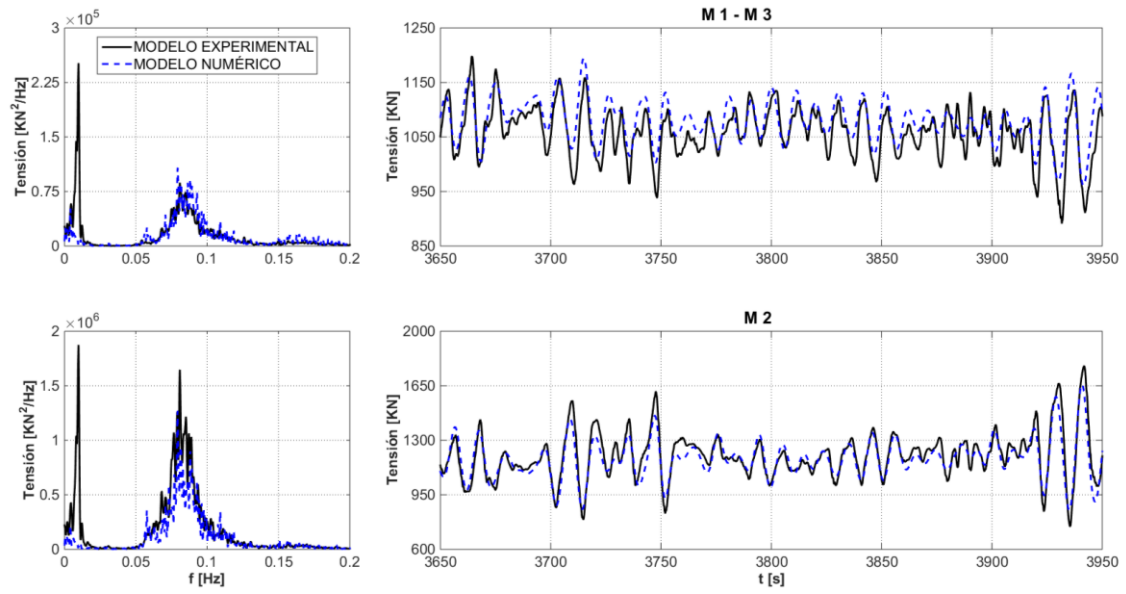 × 10^5
3
2.25
1.5
0.75
0
0 0.05 0.1 0.15 0.2
Tensión [KN^2/Hz]
MODELO EXPERIMENTAL
MODELO NUMÉRICO
M 1 - M 3
1250
1150
1050
950
850
3650 3700 3750 3800 3850 3900 3950
Tensión [KN]
× 10^6
2
1.5
1
0.5
0
0 0.05 0.1 0.15 0.2
Tensión [KN^2/Hz]
f [Hz]
M 2
2000
1650
1300
950
600
3650 3700 3750 3800 3850 3900 3950
Tensión [KN]
t [s]